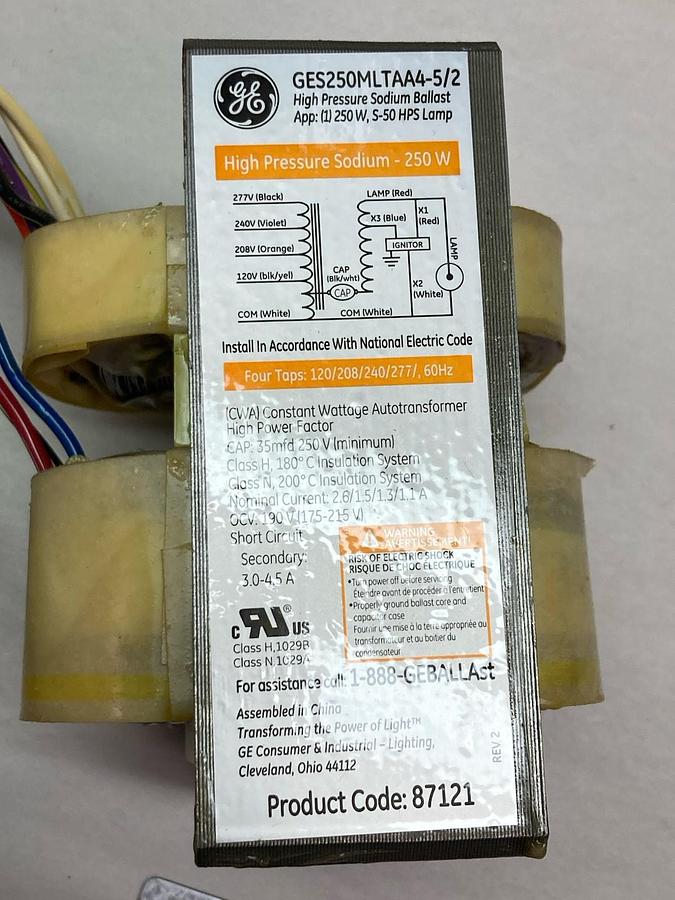 GE
GES250MLTAA4-5/2
High Pressure Sodium Ballast
App: (1) 250 W, S-50 HPS Lamp
High Pressure Sodium - 250 W
277V (Black)
LAMP (Red)
240V (Violet)
X3 (Blue)
X1
(Red)
208V (Orange)
IGNITOR
LAMP
120V (blk/yel)
CAP
(Blk/wht)
CAP
X2
(White)
COM (White)
COM (White)
Install In Accordance With National Electric Code
Four Taps: 120/208/240/277/, 60Hz
(CWA) Constant Wattage Autotransformer
High Power Factor
CAP: 35mfd 250 V (minimum)
Class H, 180° C Insulation System
Class N, 200° C Insulation System
Nominal Current: 2.6/1.5/1.3/1.1 A
OCV: 190 V (175-215 V)
Short Circuit
Secondary:
3.0-4.5 A
WARNING
AVERTISSEMENT!
RISK OF ELECTRIC SHOCK
RISQUE DE CHOC ÉLECTRIQUE
•Turn power off before servicing
Éteindre avant de procéder à l'entretient
•Properly ground ballast core and
capacitor case
Fournir une mise à la terre appropriée au
transformateur et au boitier du
condensateur
c RU ® US
Class H,1029B
Class N 1029A
For assistance call: 1-888-GEBALLAst
Assembled in China
Transforming the Power of Light™
GE Consumer & Industrial – Lighting,
Cleveland, Ohio 44112
REV 2
Product Code: 87121